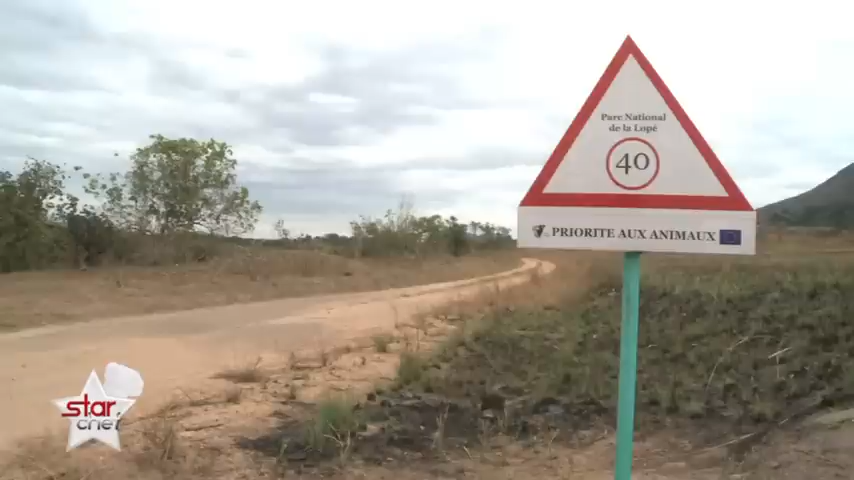 Parc National
de la Lopé
40
PRIORITE AUX ANIMAUX
star
chef